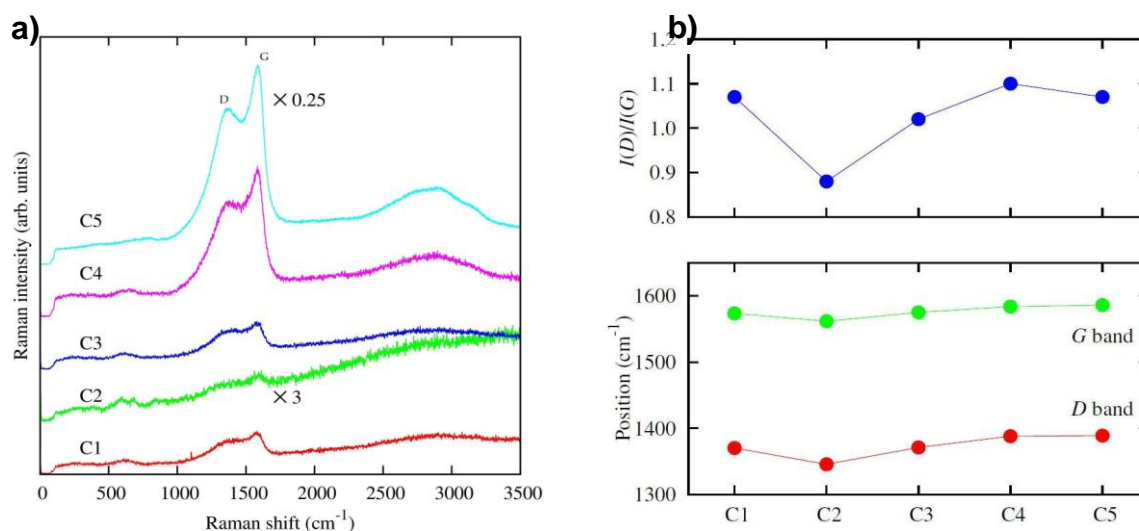 a)
D
G
× 0.25
C5
C4
C3
C2
× 3
C1
Raman intensity (arb. units)
0 500 1000 1500 2000 2500 3000 3500
Raman shift (cm⁻¹)
b)
1.2
1.1
1.0
0.9
0.8
I(D)/I(G)
1600
1500
1400
1300
Position (cm⁻¹)
G band
D band
C1 C2 C3 C4 C5